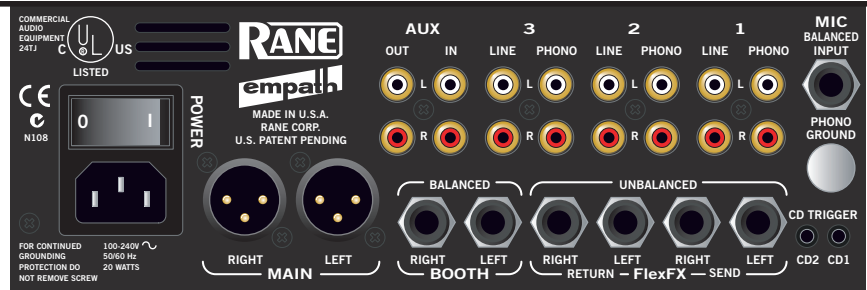 COMMERCIAL
AUDIO
EQUIPMENT
24TJ
C UL US
LISTED
RANE
empath
MADE IN U.S.A.
RANE CORP.
U.S. PATENT PENDING
CE
N108
0 I
POWER
FOR CONTINUED
GROUNDING
PROTECTION DO
NOT REMOVE SCREW
100-240V
50/60 Hz
20 WATTS
RIGHT LEFT
MAIN
AUX 3 2 1
OUT IN LINE PHONO LINE PHONO LINE PHONO
L L L L
R R R R
MIC
BALANCED
INPUT
PHONO
GROUND
BALANCED UNBALANCED
RIGHT LEFT RIGHT LEFT RIGHT LEFT
BOOTH RETURN FlexFX SEND
CD TRIGGER
CD2 CD1